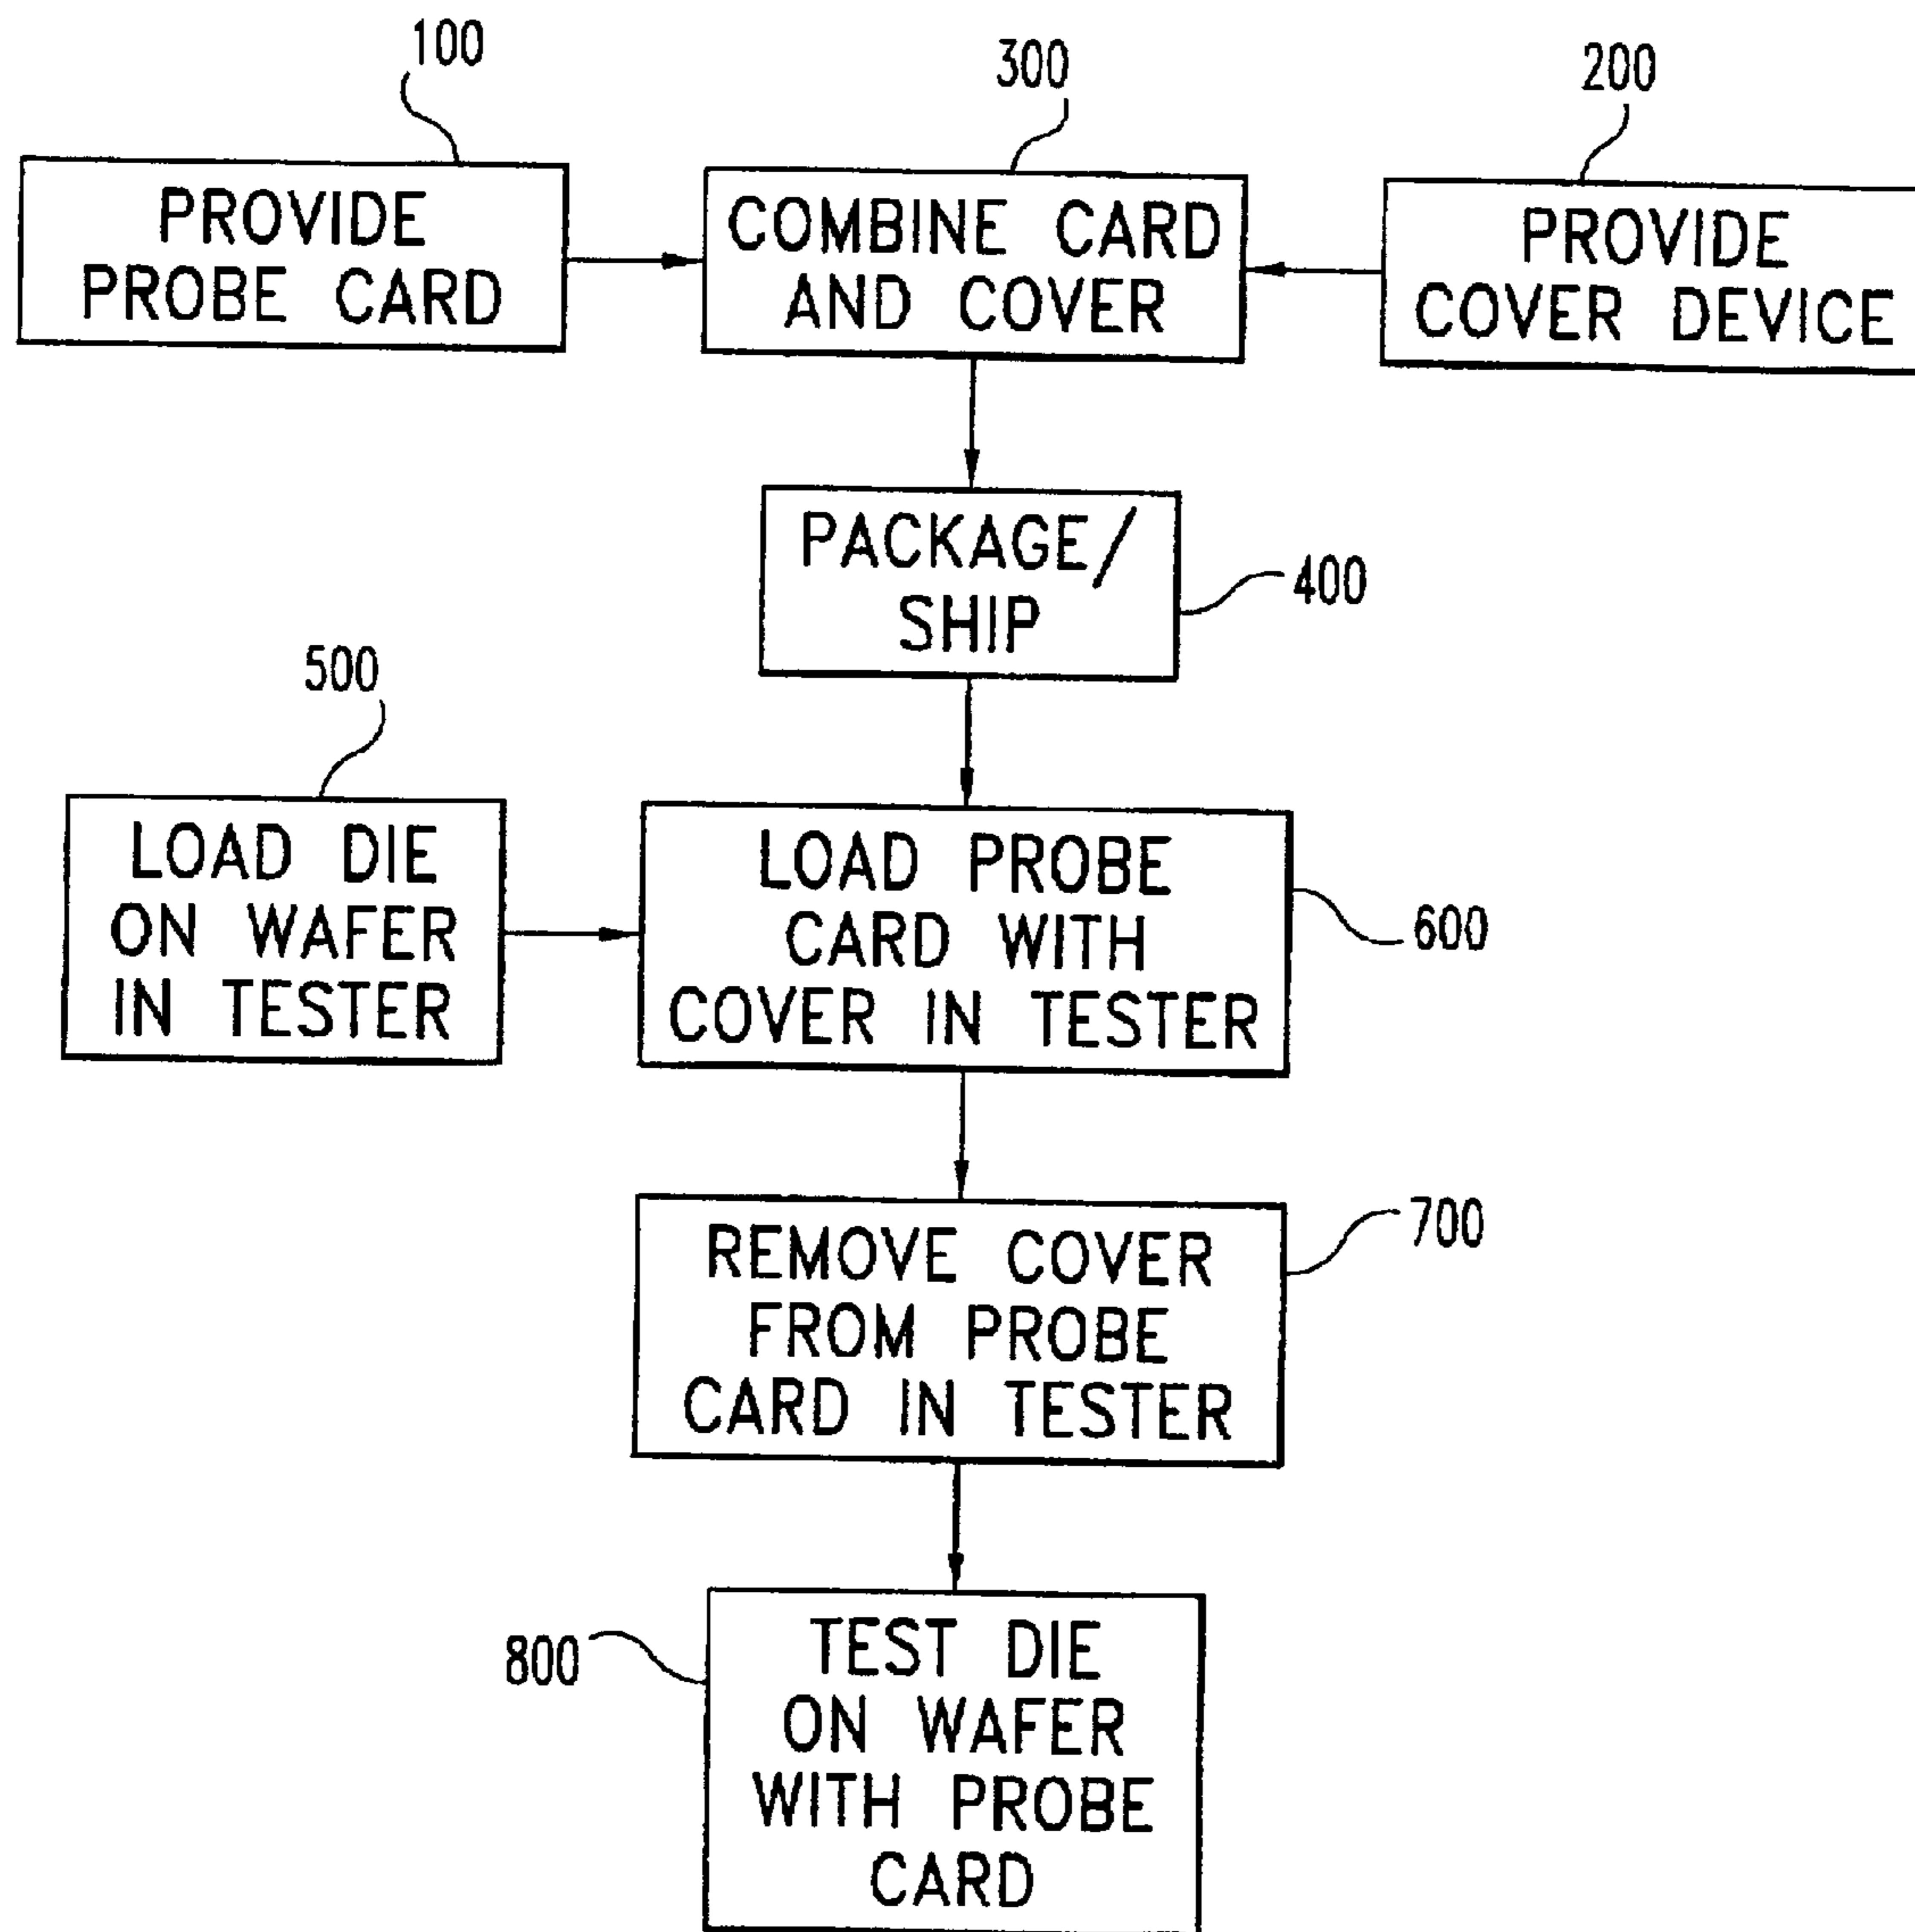 100
300
200
PROVIDE
PROBE CARD
COMBINE CARD
AND COVER
PROVIDE
COVER DEVICE
PACKAGE/
SHIP
400
500
LOAD DIE
ON WAFER
IN TESTER
LOAD PROBE
CARD WITH
COVER IN TESTER
600
REMOVE COVER
FROM PROBE
CARD IN TESTER
700
800
TEST DIE
ON WAFER
WITH PROBE
CARD